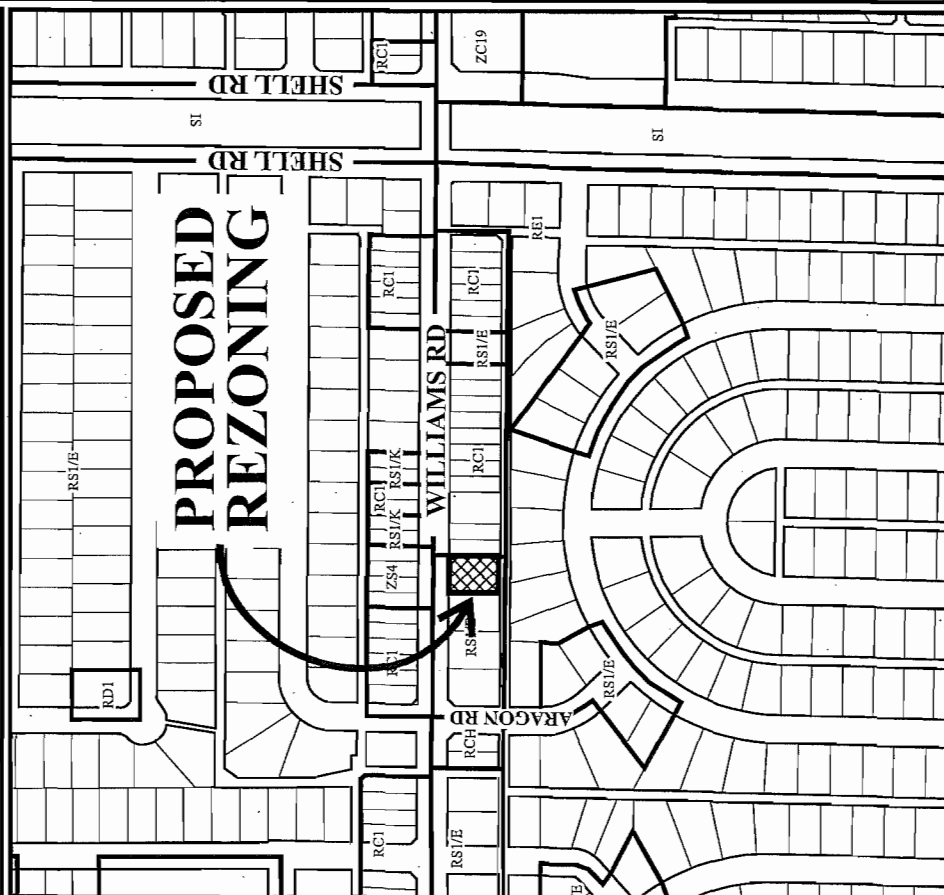 RC1
ZC19
SHELL RD
SI
SI
SHELL RD
PROPOSED
REZONING
RE1
RC1
RC1
RS1/E
RS1/E
WILLIAMS RD
RS1/E
RS1/K
RC1
RC1
RS1/K
ZS4
RC1
RS1/E
RD1
ARAGON RD
RCH
RC1
RS1/E